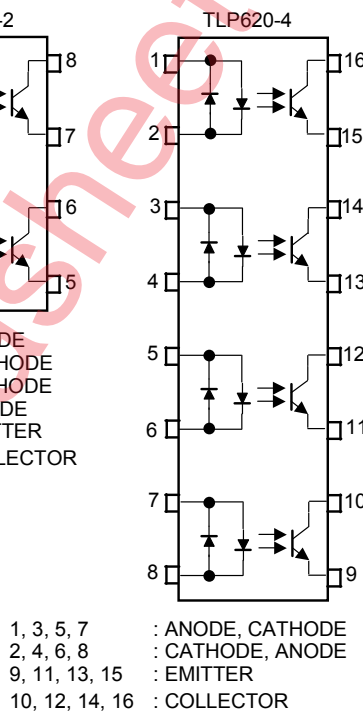 -2
TLP620-4
8
7
6
5
1
2
3
4
5
6
7
8
16
15
14
13
12
11
10
9
DE
HODE
HODE
DE
TTER
LECTOR
1, 3, 5, 7 : ANODE, CATHODE
2, 4, 6, 8 : CATHODE, ANODE
9, 11, 13, 15 : EMITTER
10, 12, 14, 16 : COLLECTOR